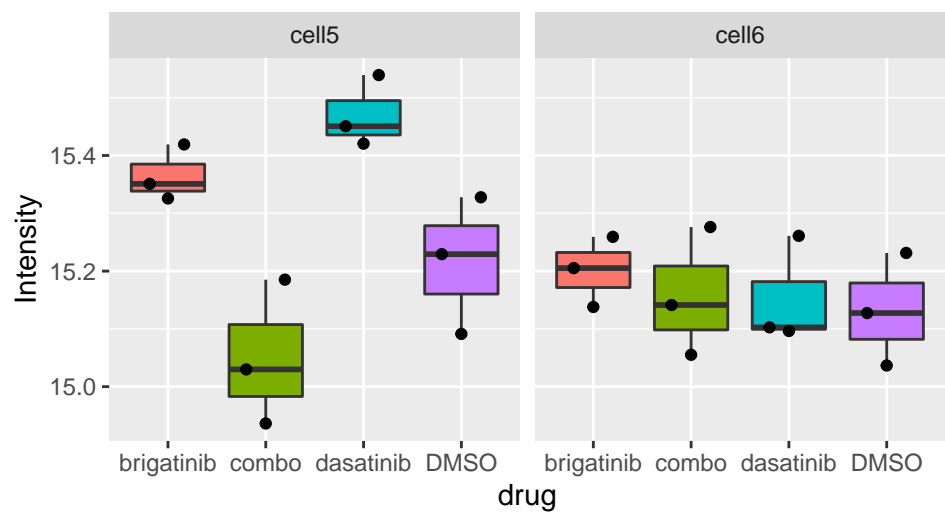 cell5 cell6
Intensity
15.4
15.2
15.0
brigatinib combo dasatinib DMSO brigatinib combo dasatinib DMSO
drug